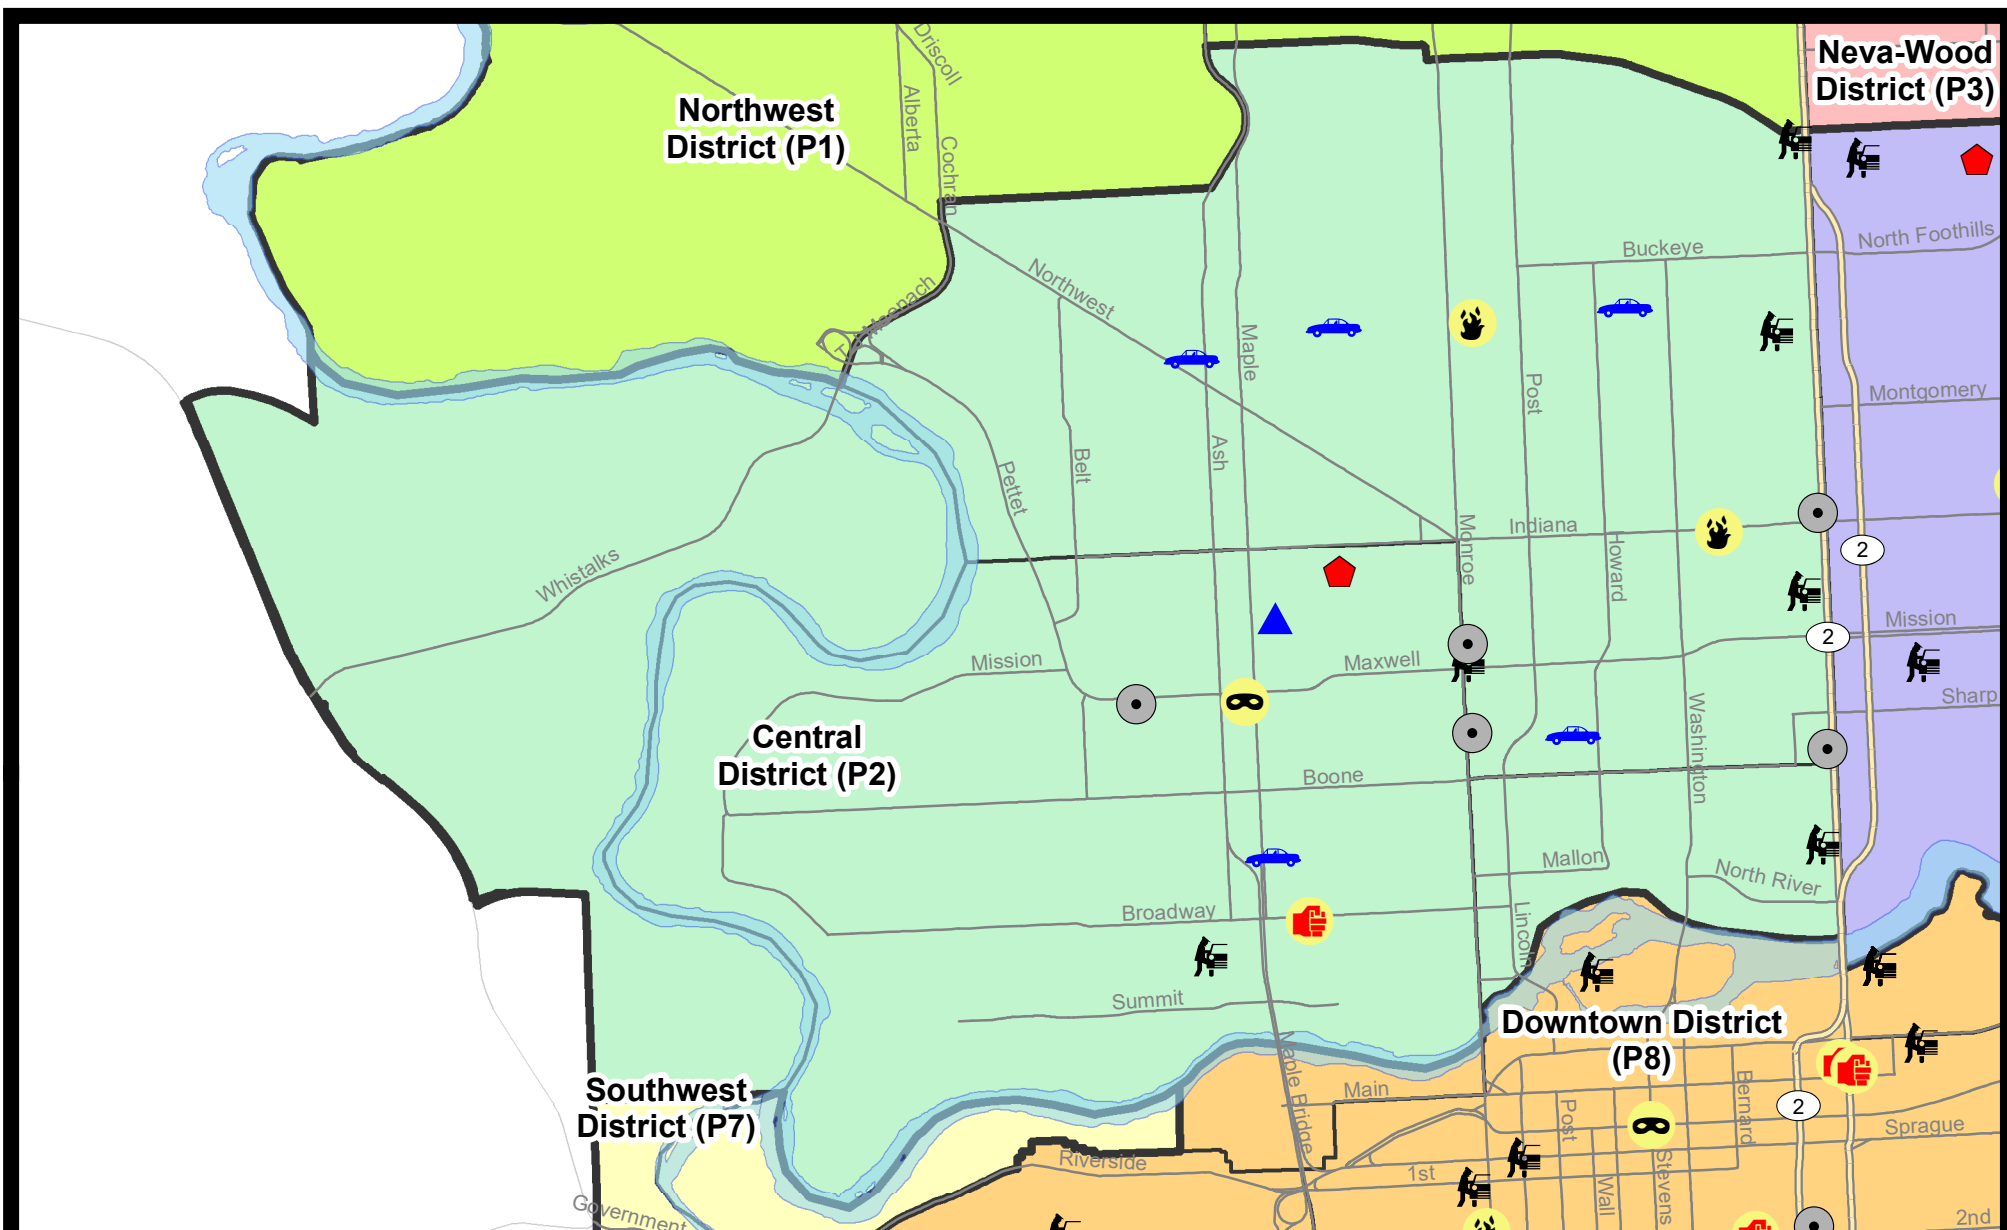 Driscoll
Neva-Wood
District (P3)
Northwest
District (P1)
Alberta
Cochran
North Foothills
Buckeye
Northwest
Meenach
Maple
Post
Montgomery
Ash
Belt
Pettet
Monroe
Indiana
Howard
2
Whistalks
Mission
2
Mission
Maxwell
Sharp
Washington
Central
District (P2)
Boone
Mallon
North River
Broadway
Lincoln
Summit
Downtown District
(P8)
Maple Bridge
Southwest
District (P7)
Main
Bernard
2
Post
Sprague
Riverside
1st
Stevens
Wall
Government
2nd